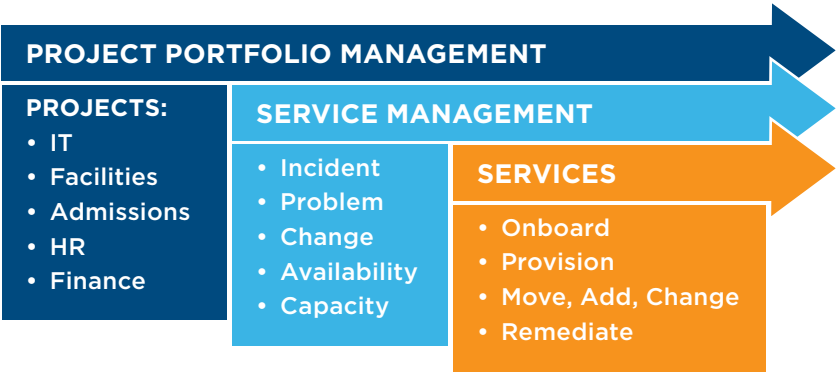 PROJECT PORTFOLIO MANAGEMENT
PROJECTS:
• IT
• Facilities
• Admissions
• HR
• Finance
SERVICE MANAGEMENT
• Incident
• Problem
• Change
• Availability
• Capacity
SERVICES
• Onboard
• Provision
• Move, Add, Change
• Remediate